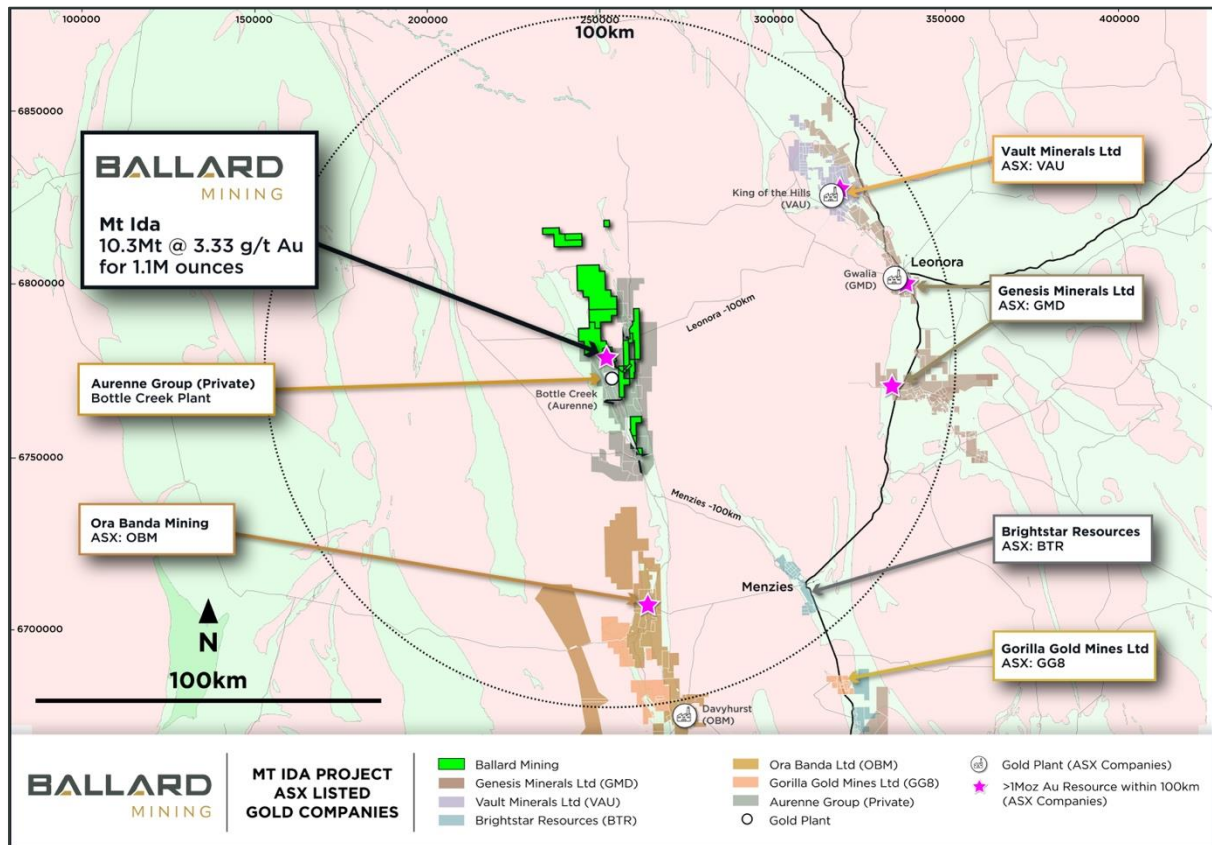 100000
150000
200000
250000
300000
350000
400000
100km
6850000
6800000
6750000
6700000
BALLARD
MINING
Mt Ida
10.3Mt @ 3.33 g/t Au
for 1.1M ounces
Vault Minerals Ltd
ASX: VAU
King of the Hills
(VAU)
Leonora
Gwalia
(GMD)
Genesis Minerals Ltd
ASX: GMD
Leonora ~100km
Aurenne Group (Private)
Bottle Creek Plant
Bottle Creek
(Aurenne)
Menzies ~100km
Ora Banda Mining
ASX: OBM
Brightstar Resources
ASX: BTR
Menzies
Gorilla Gold Mines Ltd
ASX: GG8
N
100km
Davyhurst
(OBM)
BALLARD
MINING
MT IDA PROJECT
ASX LISTED
GOLD COMPANIES
Ballard Mining
Genesis Minerals Ltd (GMD)
Vault Minerals Ltd (VAU)
Brightstar Resources (BTR)
Ora Banda Ltd (OBM)
Gorilla Gold Mines Ltd (GG8)
Aurenne Group (Private)
Gold Plant
Gold Plant (ASX Companies)
>1Moz Au Resource within 100km
(ASX Companies)